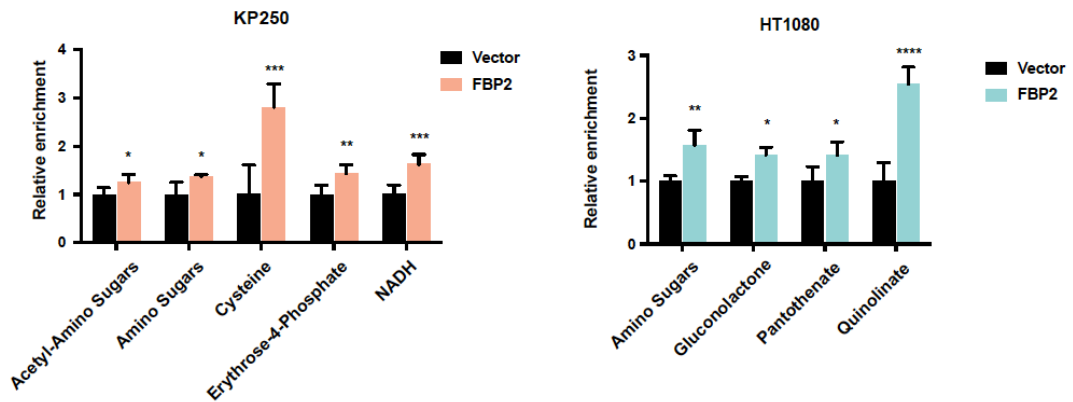 KP250
Relative enrichment
4
3
2
1
0
*
*
***
**
***
Vector
FBP2
Acetyl-Amino Sugars
Amino Sugars
Cysteine
Erythrose-4-Phosphate
NADH
HT1080
Relative enrichment
3
2
1
0
**
*
*
****
Vector
FBP2
Amino Sugars
Gluconolactone
Pantothenate
Quinolinate